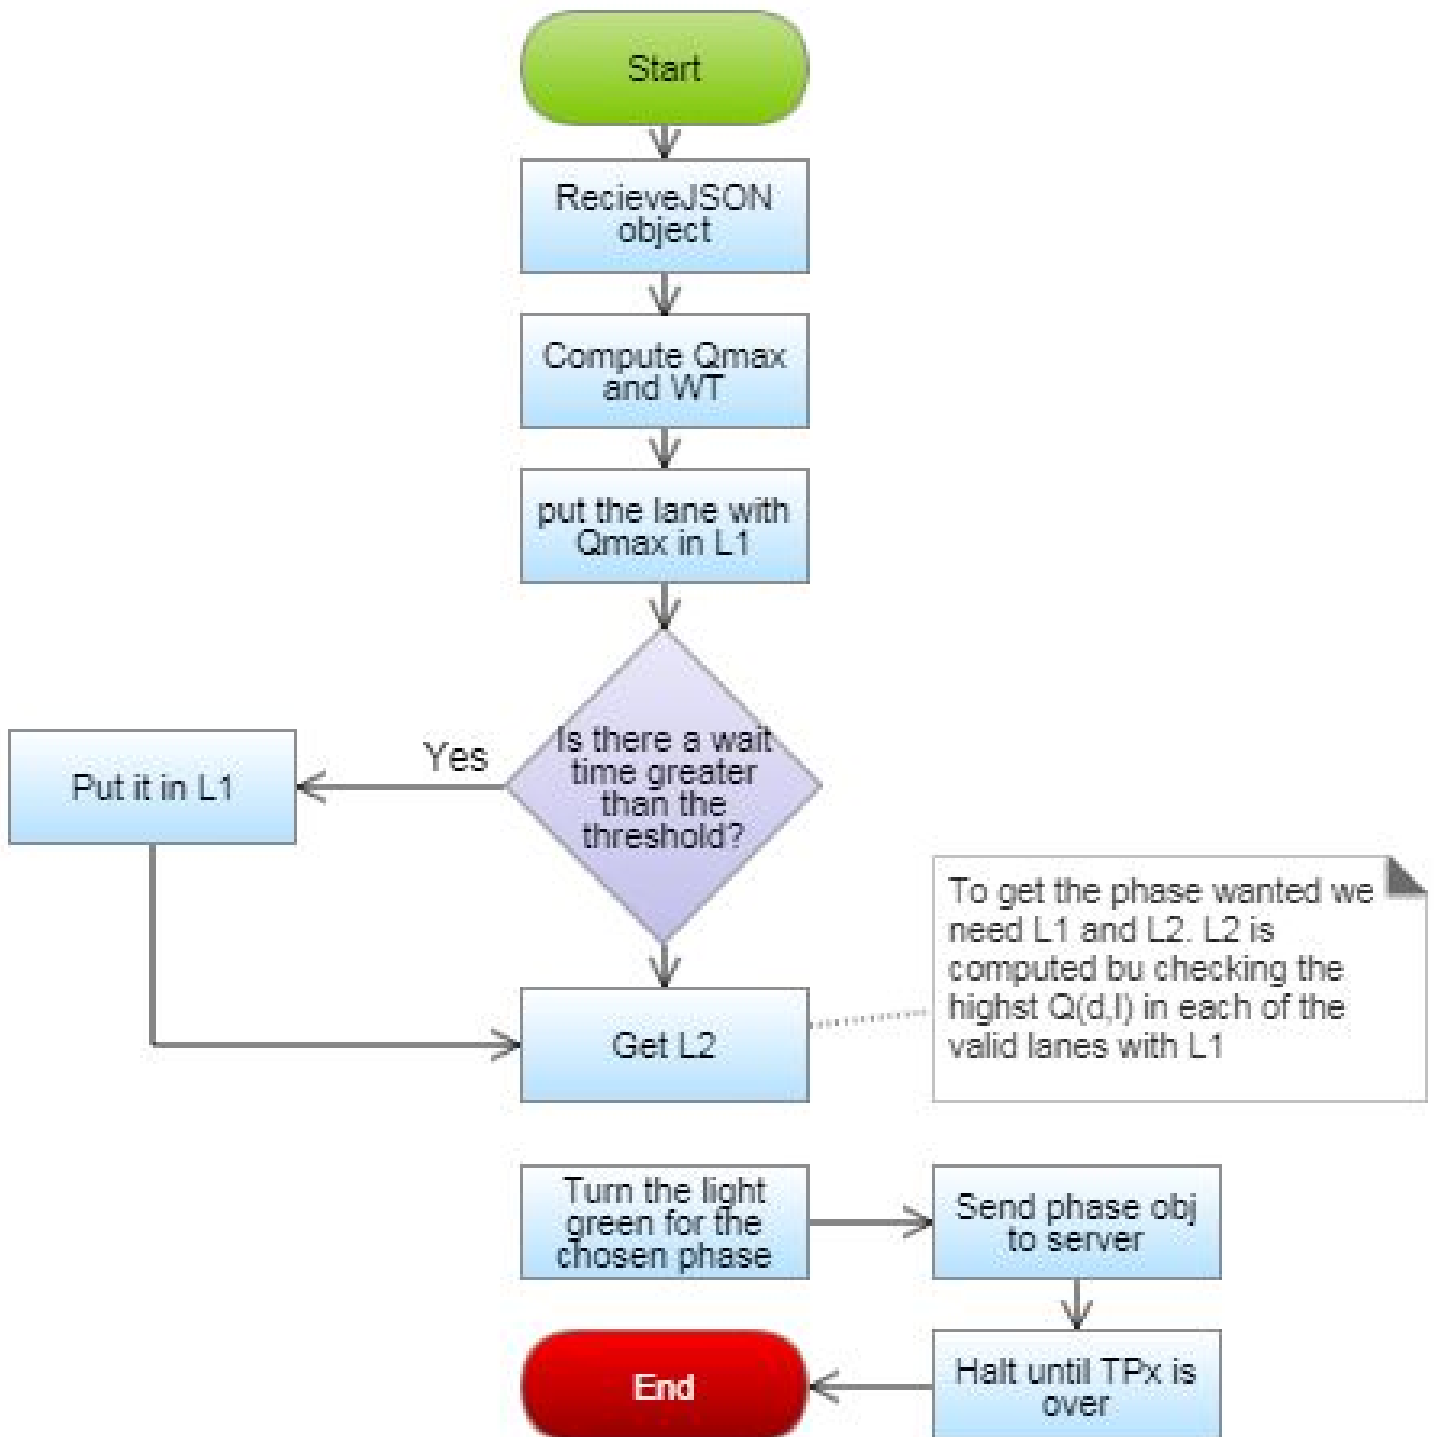 Start
RecieveJSON
object
Compute Qmax
and WT
put the lane with
Qmax in L1
Is there a wait
time greater
than the
threshold?
Yes
Put it in L1
To get the phase wanted we
need L1 and L2. L2 is
computed bu checking the
highst Q(d,l) in each of the
valid lanes with L1
Get L2
Turn the light
green for the
chosen phase
Send phase obj
to server
Halt until TPx is
over
End